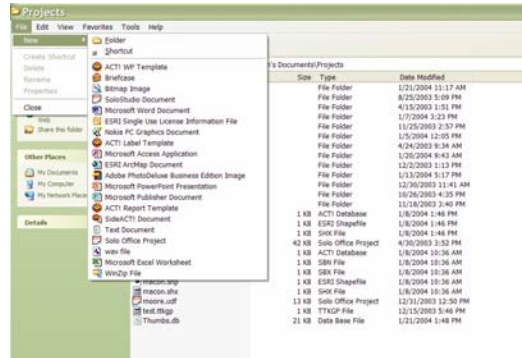 Projects
File Edit View Favorites Tools Help
New
Create Shortcut
Delete
Rename
Properties
Close
Web
Share this folder
Other Places
My Documents
My Computer
My Network Places
Details
Folder
Shortcut
ACT! WP Template
Briefcase
Bitmap Image
SoloStudio Document
Microsoft Word Document
ESRI Single Use License Information File
Nokia PC Graphics Document
ACT! Label Template
Microsoft Access Application
ESRI ArcMap Document
Adobe PhotoDeluxe Business Edition Image
Microsoft PowerPoint Presentation
Microsoft Publisher Document
ACT! Report Template
SideACT! Document
Text Document
Solo Office Project
wav file
Microsoft Excel Worksheet
WinZip File
's Documents\Projects
Size Type Date Modified
File Folder 1/21/2004 11:17 AM
File Folder 8/25/2003 5:09 PM
File Folder 4/15/2003 1:51 PM
File Folder 1/7/2004 3:23 PM
File Folder 11/25/2003 2:57 PM
File Folder 1/5/2004 12:05 PM
File Folder 4/24/2003 9:34 AM
File Folder 1/20/2004 9:43 AM
File Folder 12/2/2003 1:13 PM
File Folder 1/13/2004 5:17 PM
File Folder 12/30/2003 11:41 AM
File Folder 10/26/2003 4:35 PM
File Folder 11/18/2003 3:40 PM
1 KB ACT! Database 1/8/2004 1:46 PM
1 KB ESRI Shapefile 1/8/2004 1:46 PM
1 KB SHX File 1/8/2004 1:46 PM
42 KB Solo Office Project 4/30/2003 3:52 PM
1 KB ACT! Database 1/8/2004 10:36 AM
1 KB SBN File 1/8/2004 10:36 AM
1 KB SBX File 1/8/2004 10:36 AM
macon.shp 1 KB ESRI Shapefile 1/8/2004 10:36 AM
macon.shx 1 KB SHX File 1/8/2004 10:36 AM
moore.udf 13 KB Solo Office Project 12/31/2003 12:50 PM
test.ttkgp 1 KB TTKGP File 12/15/2003 5:46 PM
Thumbs.db 21 KB Data Base File 1/21/2004 1:48 PM